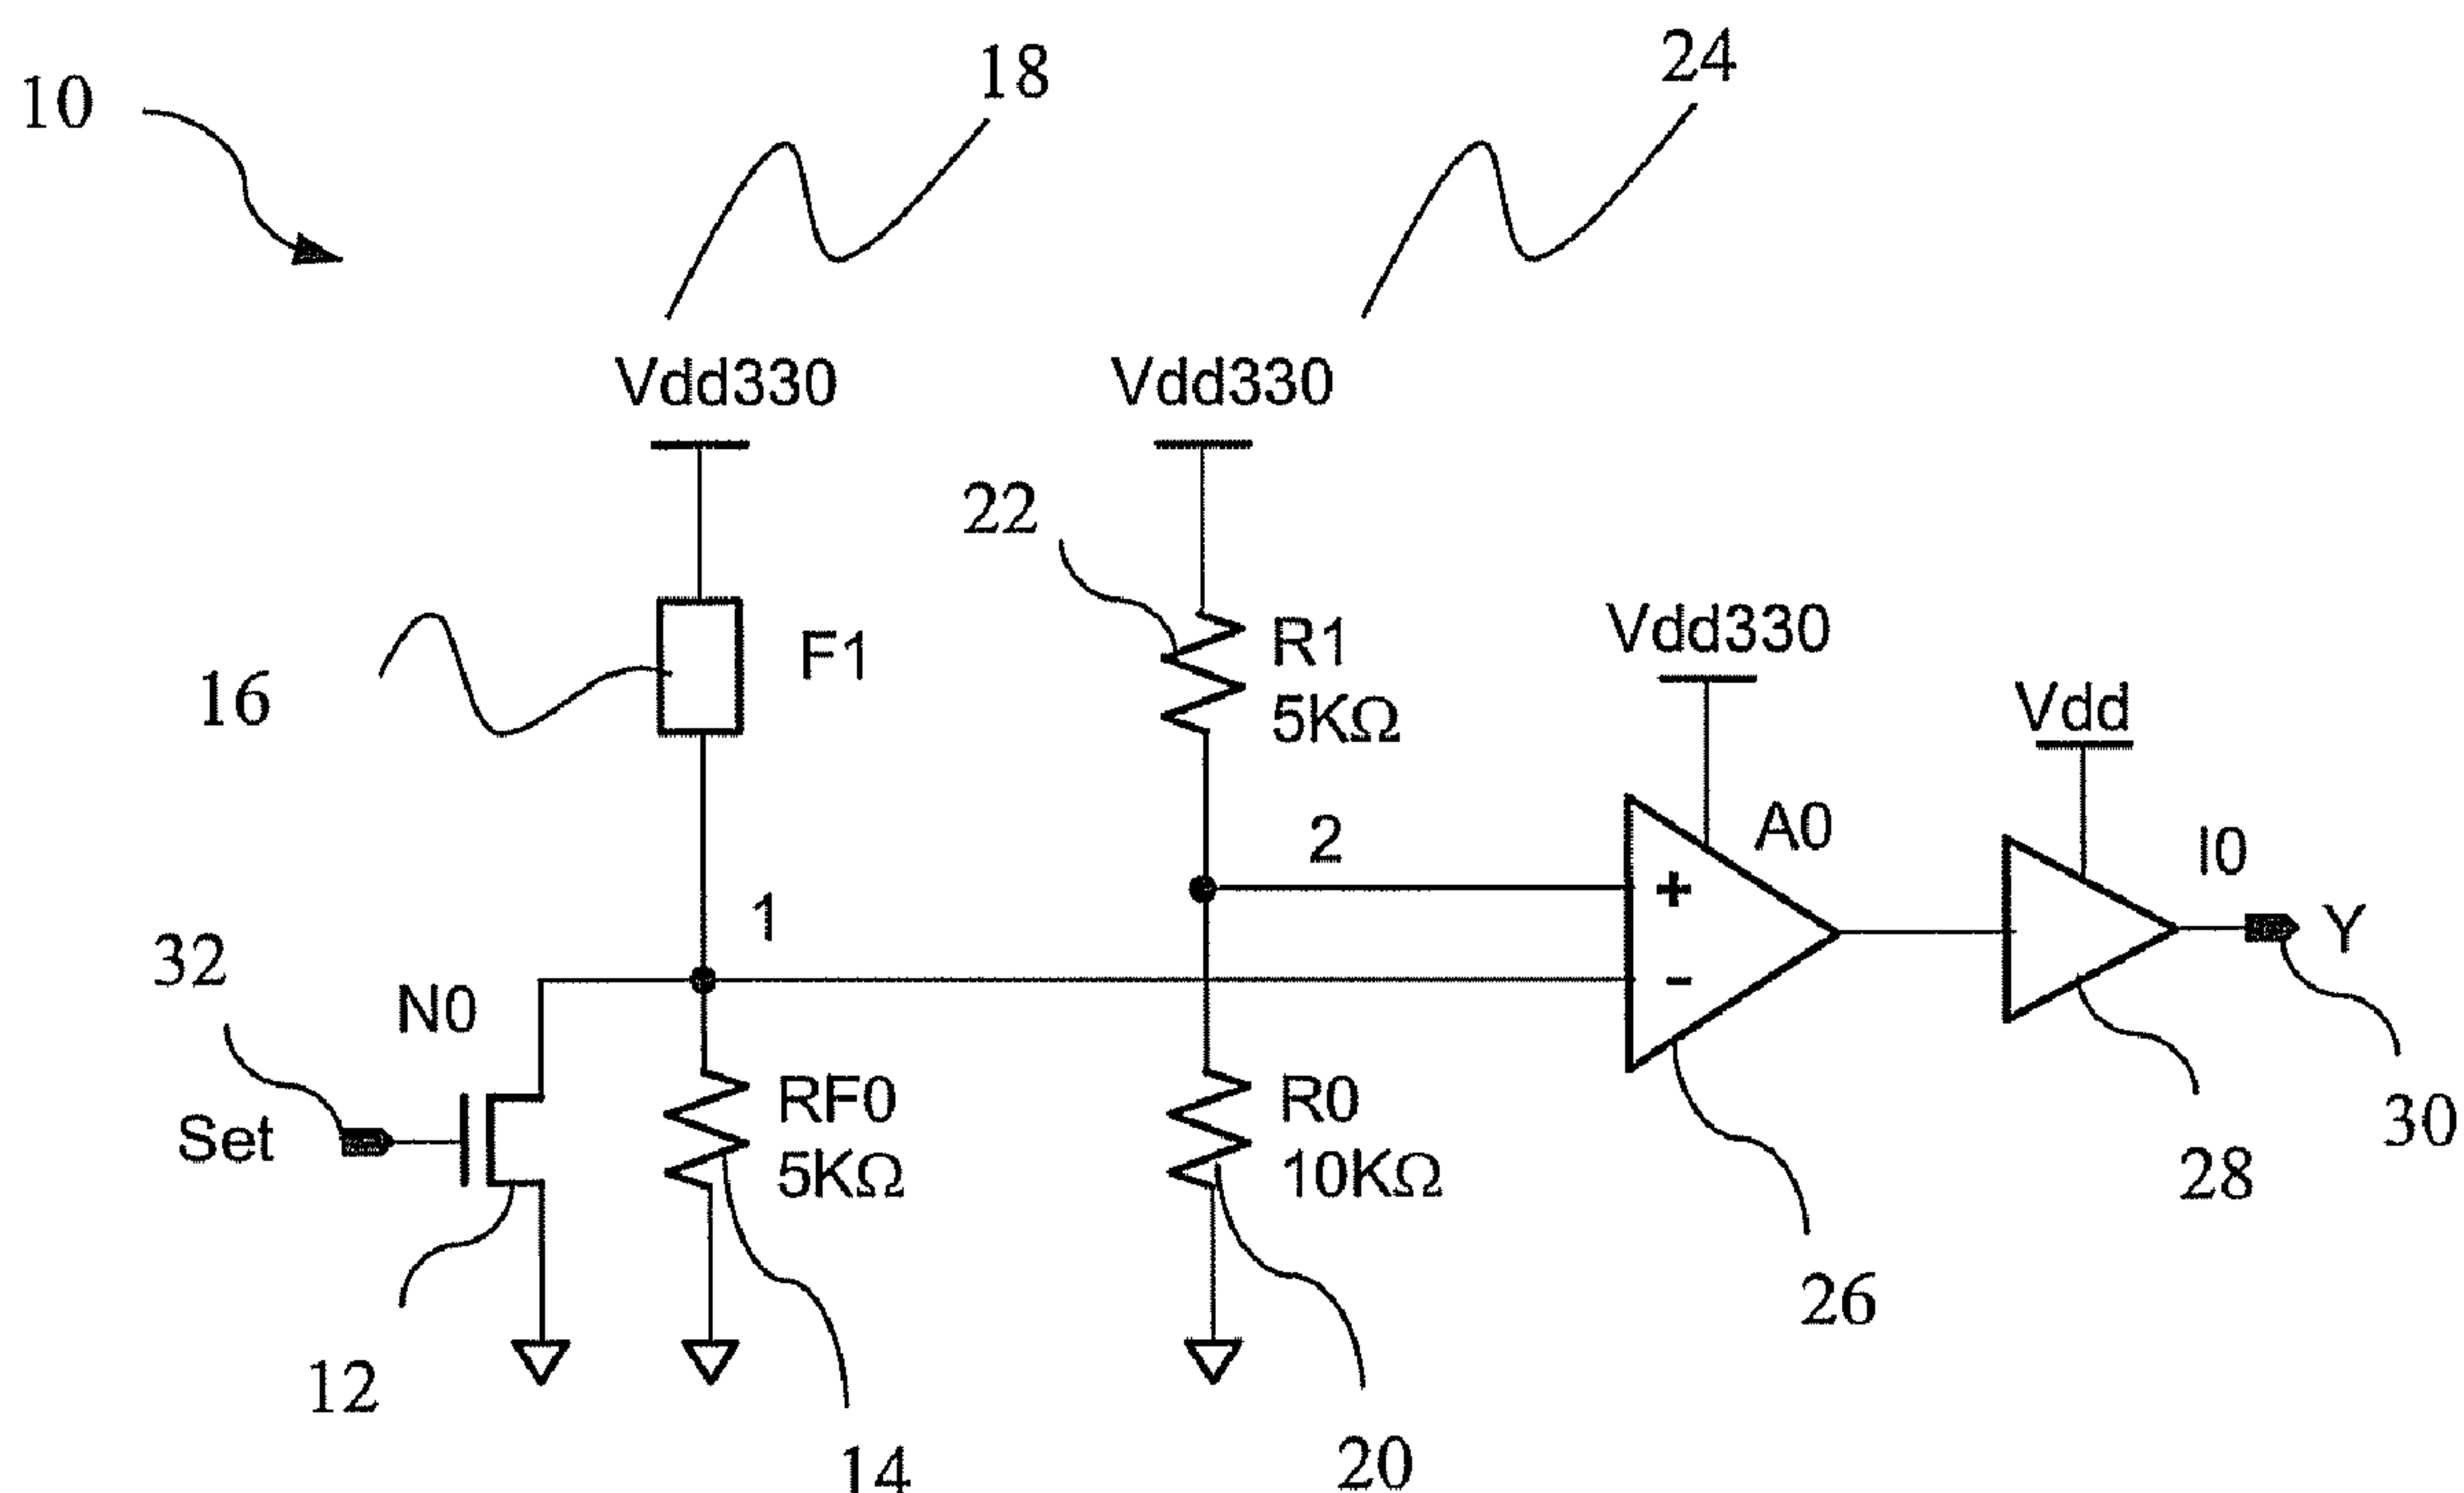 10
18
24
Vdd330
Vdd330
22
16
F1
R1
5KΩ
Vdd330
Vdd
2
A0
I0
1
Y
32
N0
Set
RF0
5KΩ
R0
10KΩ
30
28
26
12
14
20
+
-